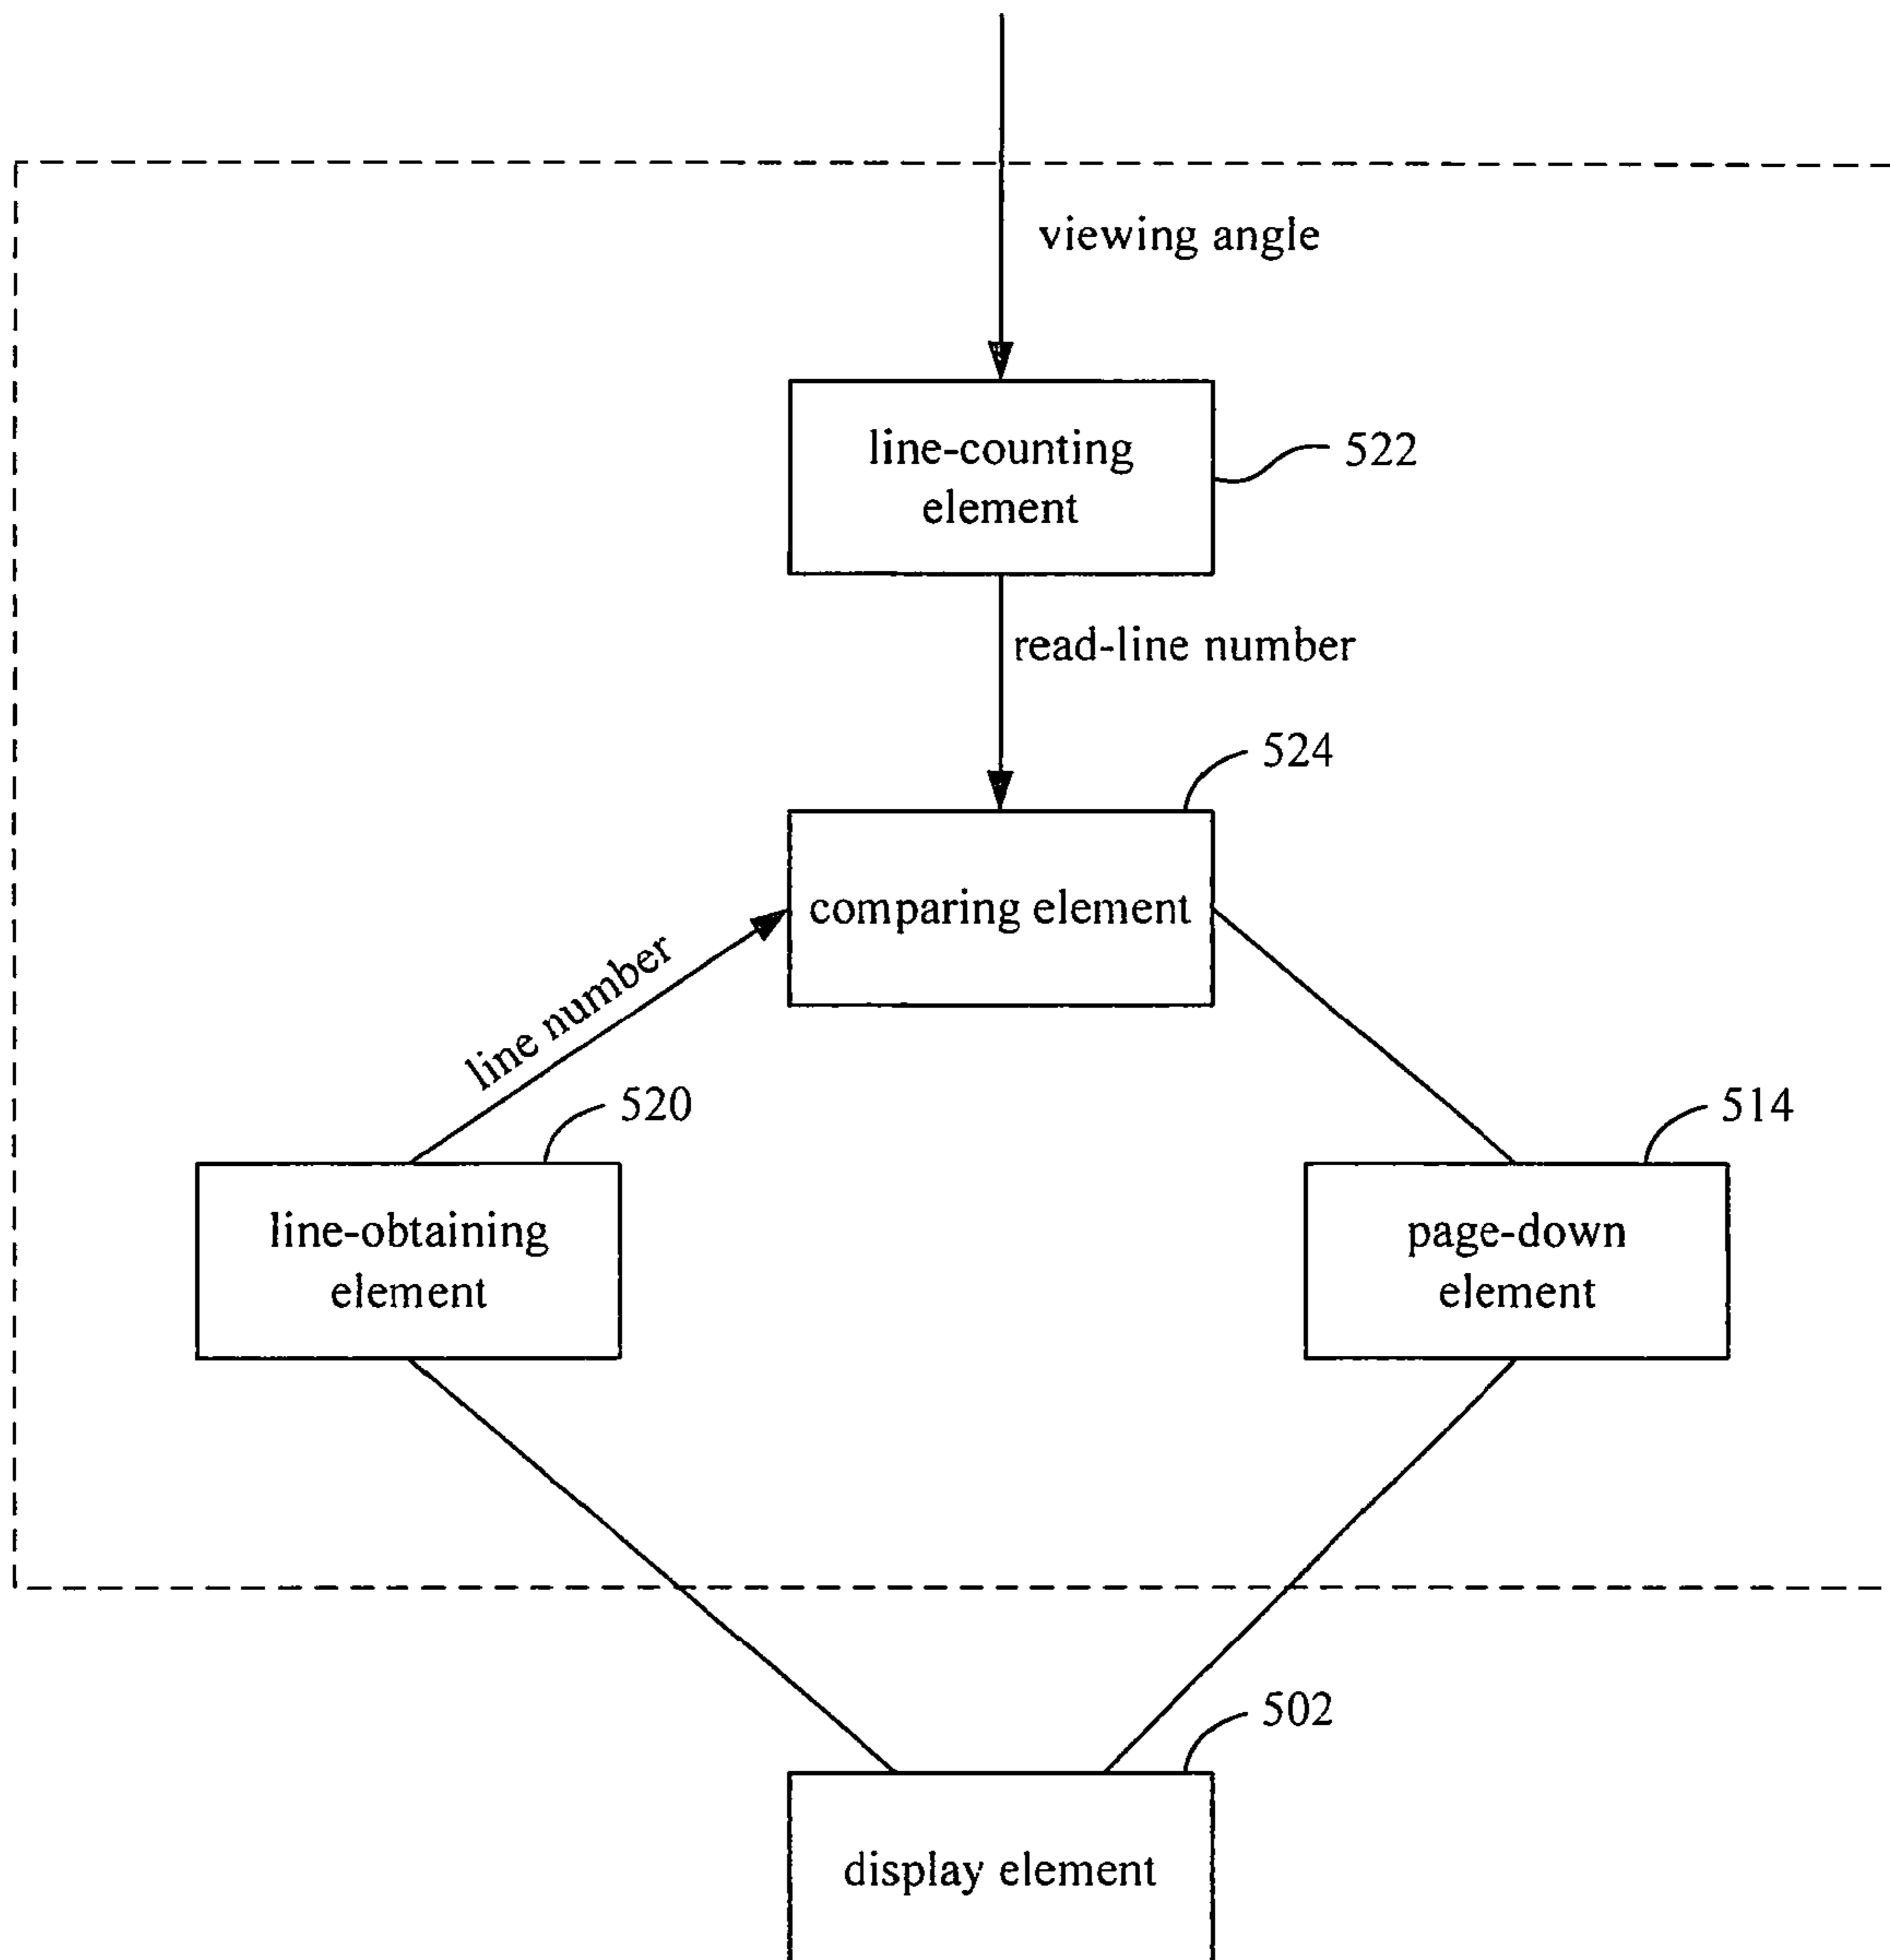 viewing angle
line-counting
element
522
read-line number
524
comparing element
line number
520
514
line-obtaining
element
page-down
element
502
display element